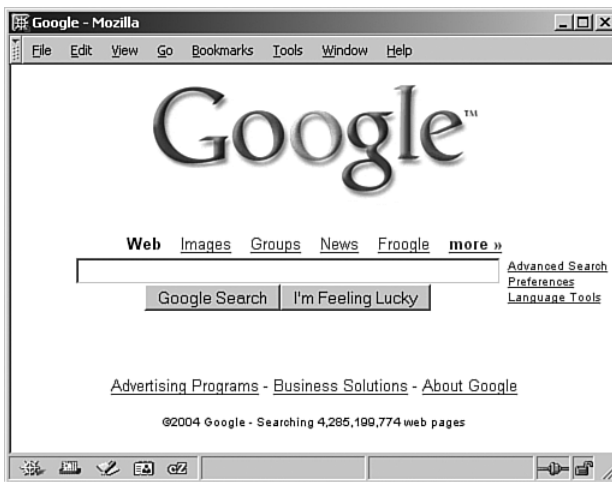 Google - Mozilla
File Edit View Go Bookmarks Tools Window Help
Google™
Web Images Groups News Froogle more »
Advanced Search
Preferences
Language Tools
Google Search I'm Feeling Lucky
Advertising Programs - Business Solutions - About Google
©2004 Google - Searching 4,285,199,774 web pages
cZ